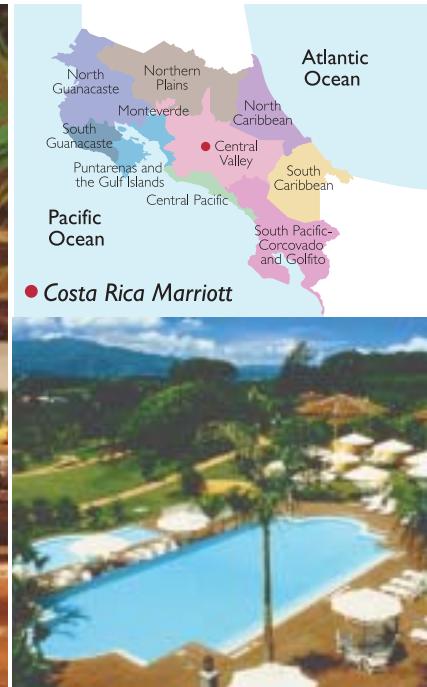 Atlantic
Ocean
North
Guanacaste
Northern
Plains
Monteverde
North
Caribbean
South
Guanacaste
Central
Valley
Puntarenas and
the Gulf Islands
South
Caribbean
Central Pacific
Pacific
Ocean
South Pacific-
Corcovado
and Golfito
Costa Rica Marriott